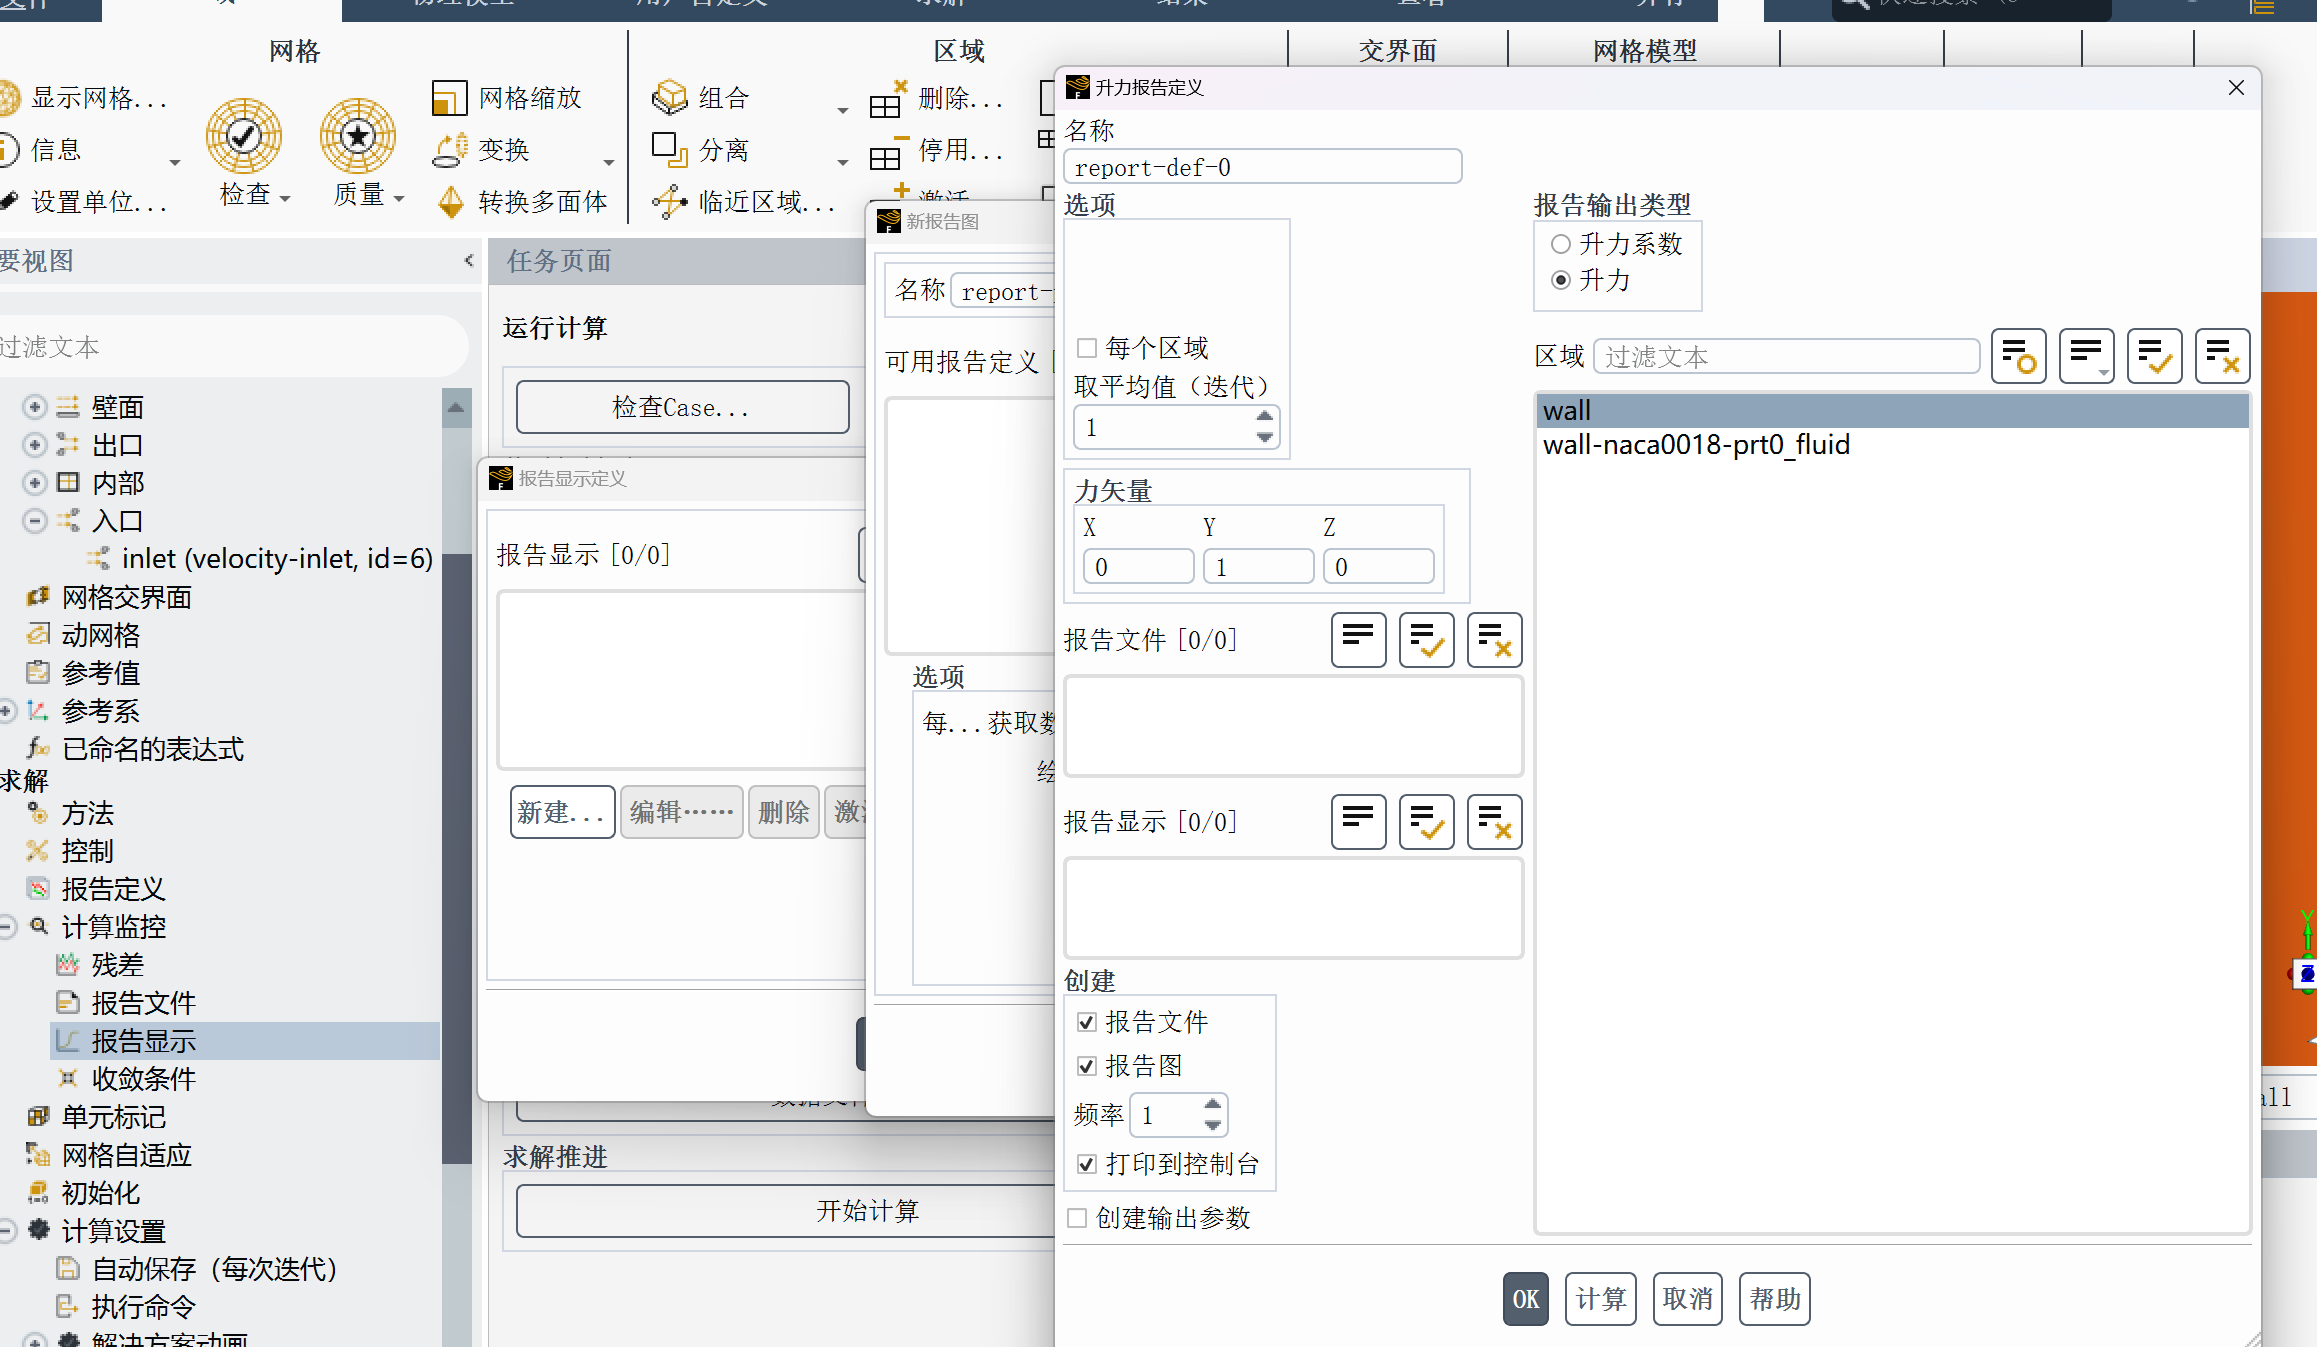 网格
区域
交界面
网格模型
显示网格...
信息
设置单位...
检查
质量
网格缩放
变换
转换多面体
组合
分离
临近区域...
删除...
停用...
激活
要视图
过滤文本
壁面
出口
内部
入口
inlet (velocity-inlet, id=6)
网格交界面
动网格
参考值
参考系
已命名的表达式
求解
方法
控制
报告定义
计算监控
残差
报告文件
报告显示
收敛条件
单元标记
网格自适应
初始化
计算设置
自动保存（每次迭代）
执行命令
解决方案动画
任务页面
运行计算
检查Case...
求解推进
开始计算
报告显示定义
报告显示 [0/0]
新建...
编辑……
删除
新报告图
名称
report-
可用报告定义
选项
每...获取数
绘
升力报告定义
名称
report-def-0
选项
每个区域
取平均值（迭代）
1
力矢量
X Y Z
0 1 0
报告文件 [0/0]
报告显示 [0/0]
创建
报告文件
报告图
频率 1
打印到控制台
创建输出参数
报告输出类型
升力系数
升力
区域
过滤文本
wall
wall-naca0018-prt0_fluid
OK
计算
取消
帮助
Y
Z
all